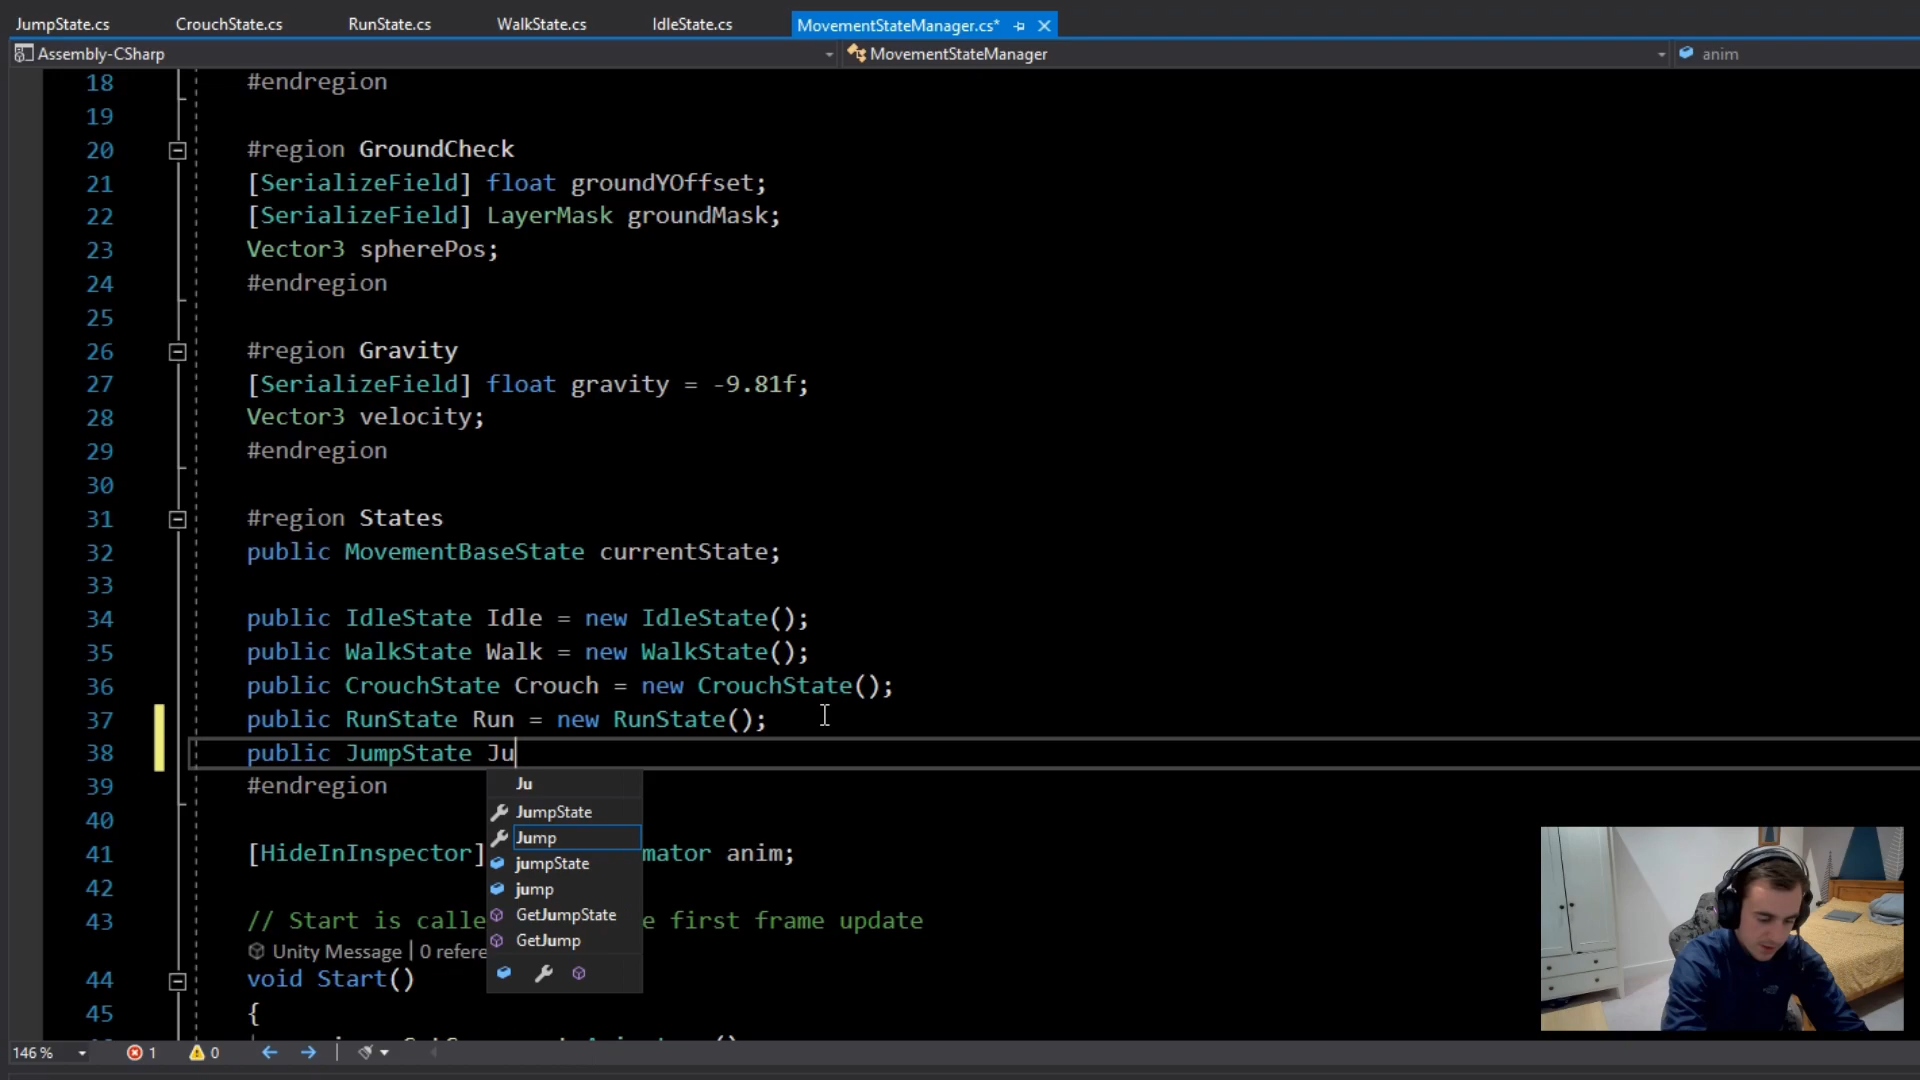 JumpState.cs CrouchState.cs RunState.cs WalkState.cs IdleState.cs MovementStateManager.cs*
Assembly-CSharp MovementStateManager anim
18 #endregion
19
20 #region GroundCheck
21 [SerializeField] float groundYOffset;
22 [SerializeField] LayerMask groundMask;
23 Vector3 spherePos;
24 #endregion
25
26 #region Gravity
27 [SerializeField] float gravity = -9.81f;
28 Vector3 velocity;
29 #endregion
30
31 #region States
32 public MovementBaseState currentState;
33
34 public IdleState Idle = new IdleState();
35 public WalkState Walk = new WalkState();
36 public CrouchState Crouch = new CrouchState();
37 public RunState Run = new RunState();
38 public JumpState Ju
39 #endregion
Ju
JumpState
Jump
jumpState
jump
GetJumpState
GetJump
40
41 [HideInInspector] mator anim;
42
43 // Start is calle e first frame update
Unity Message | 0 refere
44 void Start()
45 {
146 % 1 0